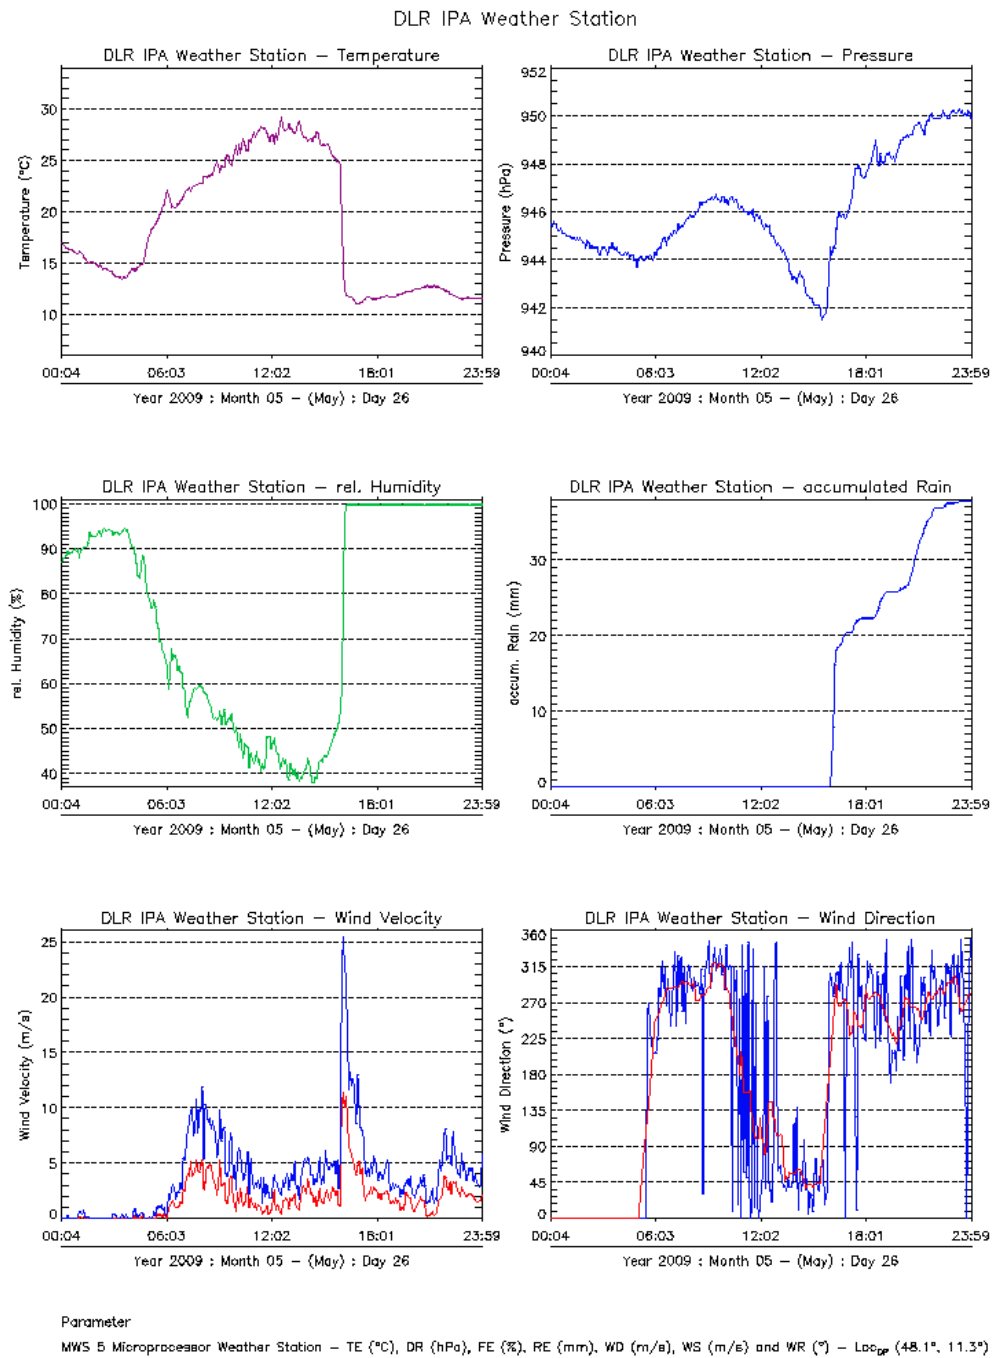 DLR IPA Weather Station
DLR IPA Weather Station – Temperature
Temperature (°C)
30
25
20
15
10
00:04 06:03 12:02 18:01 23:59
Year 2009 : Month 05 – (May) : Day 26
DLR IPA Weather Station – Pressure
Pressure (hPa)
952
950
948
946
944
942
940
00:04 06:03 12:02 18:01 23:59
Year 2009 : Month 05 – (May) : Day 26
DLR IPA Weather Station – rel. Humidity
rel. Humidity (%)
100
90
80
70
60
50
40
00:04 06:03 12:02 18:01 23:59
Year 2009 : Month 05 – (May) : Day 26
DLR IPA Weather Station – accumulated Rain
accum. Rain (mm)
30
20
10
0
00:04 06:03 12:02 18:01 23:59
Year 2009 : Month 05 – (May) : Day 26
DLR IPA Weather Station – Wind Velocity
Wind Velocity (m/s)
25
20
15
10
5
0
00:04 06:03 12:02 18:01 23:59
Year 2009 : Month 05 – (May) : Day 26
DLR IPA Weather Station – Wind Direction
Wind Direction (°)
360
315
270
225
180
135
90
45
0
00:04 06:03 12:02 18:01 23:59
Year 2009 : Month 05 – (May) : Day 26
Parameter
MWS 5 Microprocessor Weather Station – TE (°C), DR (hPa), FE (%), RE (mm), WD (m/s), WS (m/s) and WR (°) – Loc_OP (48.1°, 11.3°)